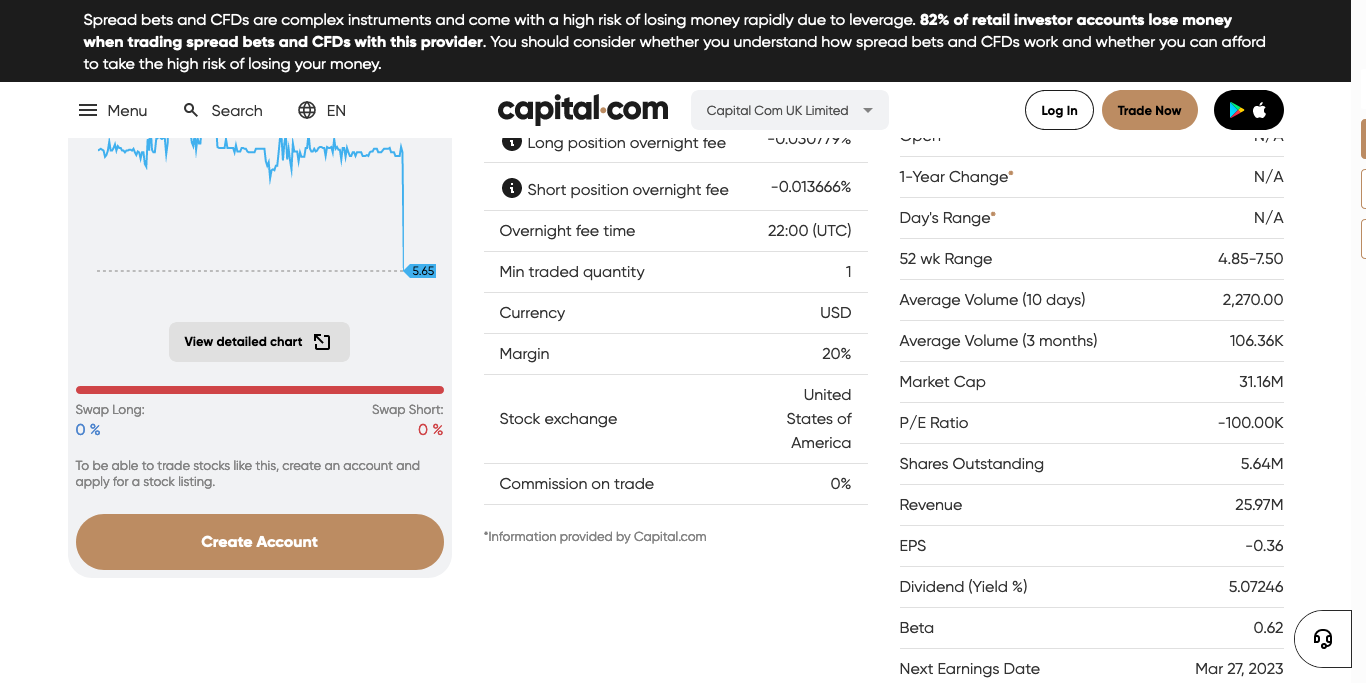 Spread bets and CFDs are complex instruments and come with a high risk of losing money rapidly due to leverage. 82% of retail investor accounts lose money
when trading spread bets and CFDs with this provider. You should consider whether you understand how spread bets and CFDs work and whether you can afford
to take the high risk of losing your money.
Menu
Search
EN
capital.com
Capital Com UK Limited
Log In
Trade Now
5.65
View detailed chart
Swap Long:
Swap Short:
0 %
0 %
To be able to trade stocks like this, create an account and
apply for a stock listing.
Create Account
Long position overnight fee -0.030779%
Short position overnight fee -0.013666%
Overnight fee time 22:00 (UTC)
Min traded quantity 1
Currency USD
Margin 20%
Stock exchange United
States of
America
Commission on trade 0%
*Information provided by Capital.com
Open N/A
1-Year Change* N/A
Day's Range* N/A
52 wk Range 4.85-7.50
Average Volume (10 days) 2,270.00
Average Volume (3 months) 106.36K
Market Cap 31.16M
P/E Ratio -100.00K
Shares Outstanding 5.64M
Revenue 25.97M
EPS -0.36
Dividend (Yield %) 5.07246
Beta 0.62
Next Earnings Date Mar 27, 2023